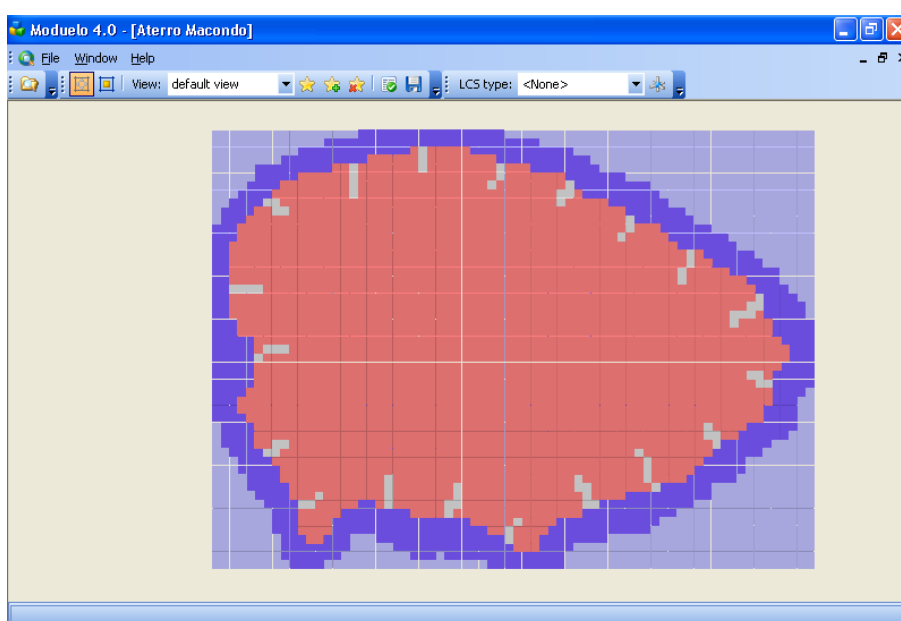 Moduelo 4.0 - [Aterro Macondo]
File Window Help
View: default view LCS type: <None>